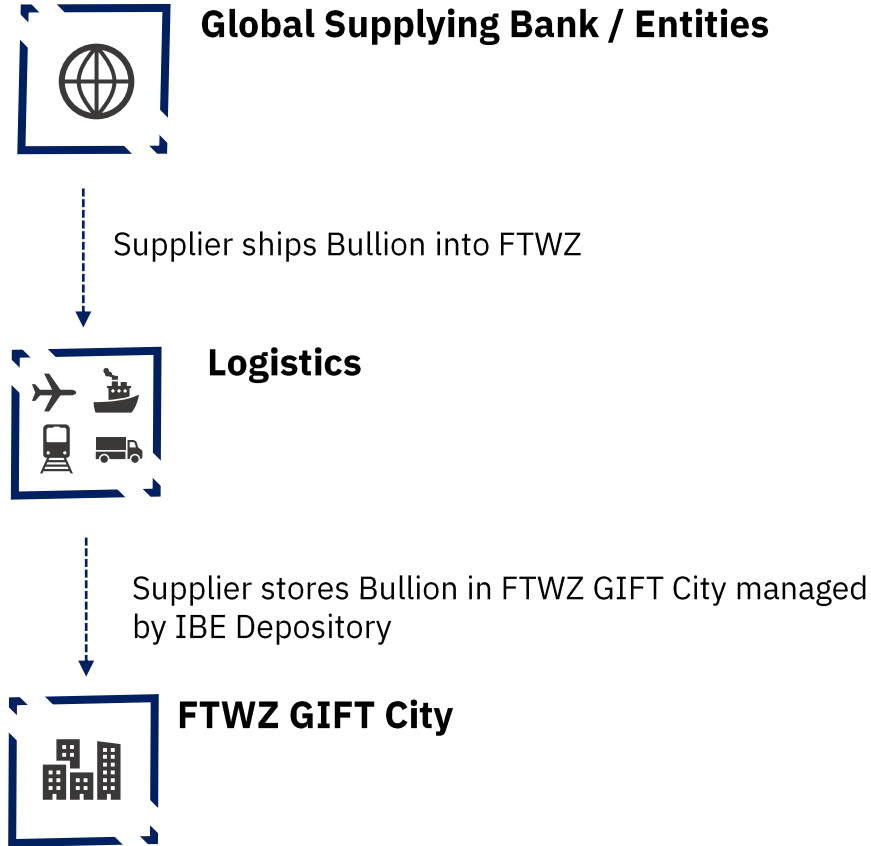 Global Supplying Bank / Entities
Supplier ships Bullion into FTWZ
Logistics
Supplier stores Bullion in FTWZ GIFT City managed
by IBE Depository
FTWZ GIFT City